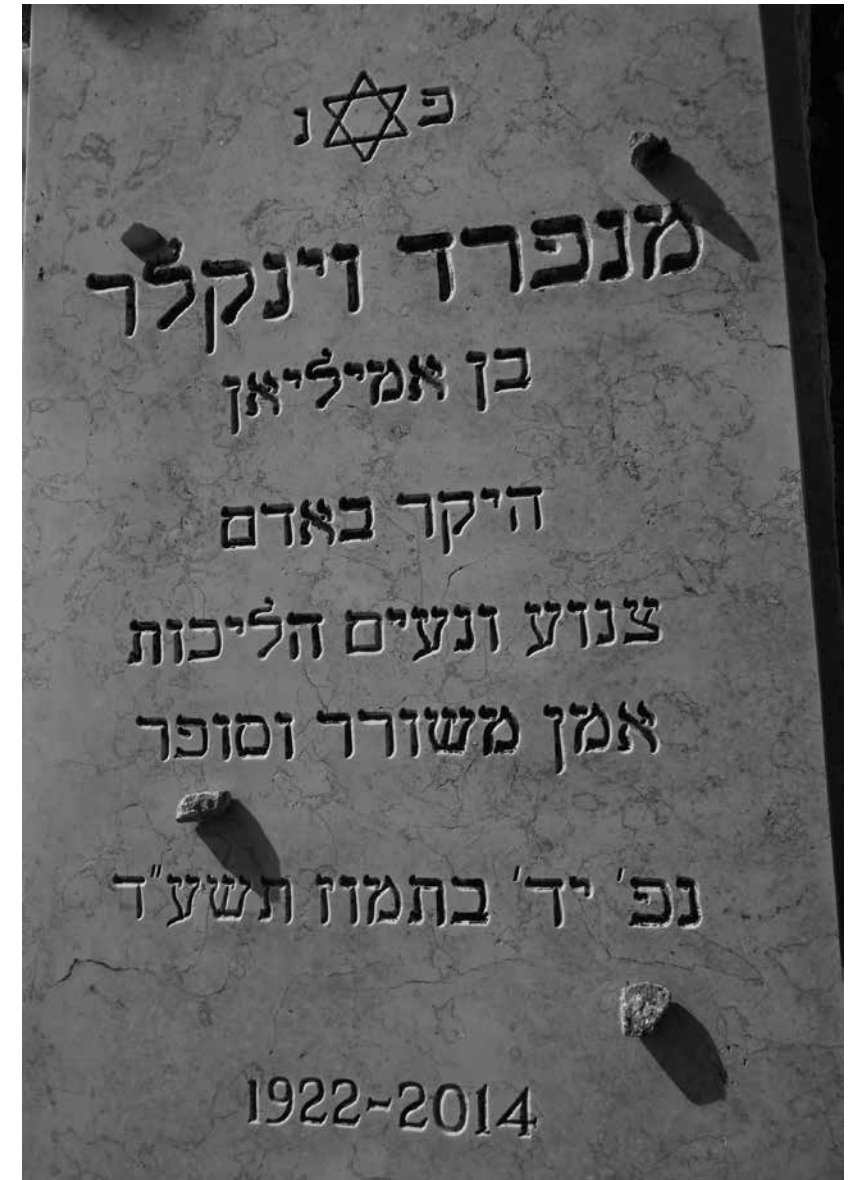 פ נ
מנפרד וינקלר
בן אמיליאן
היקר באדם
צנוע ונעים הליכות
אמן משורר וסופר
נפ' יד' בתמוז תשע"ד
1922-2014